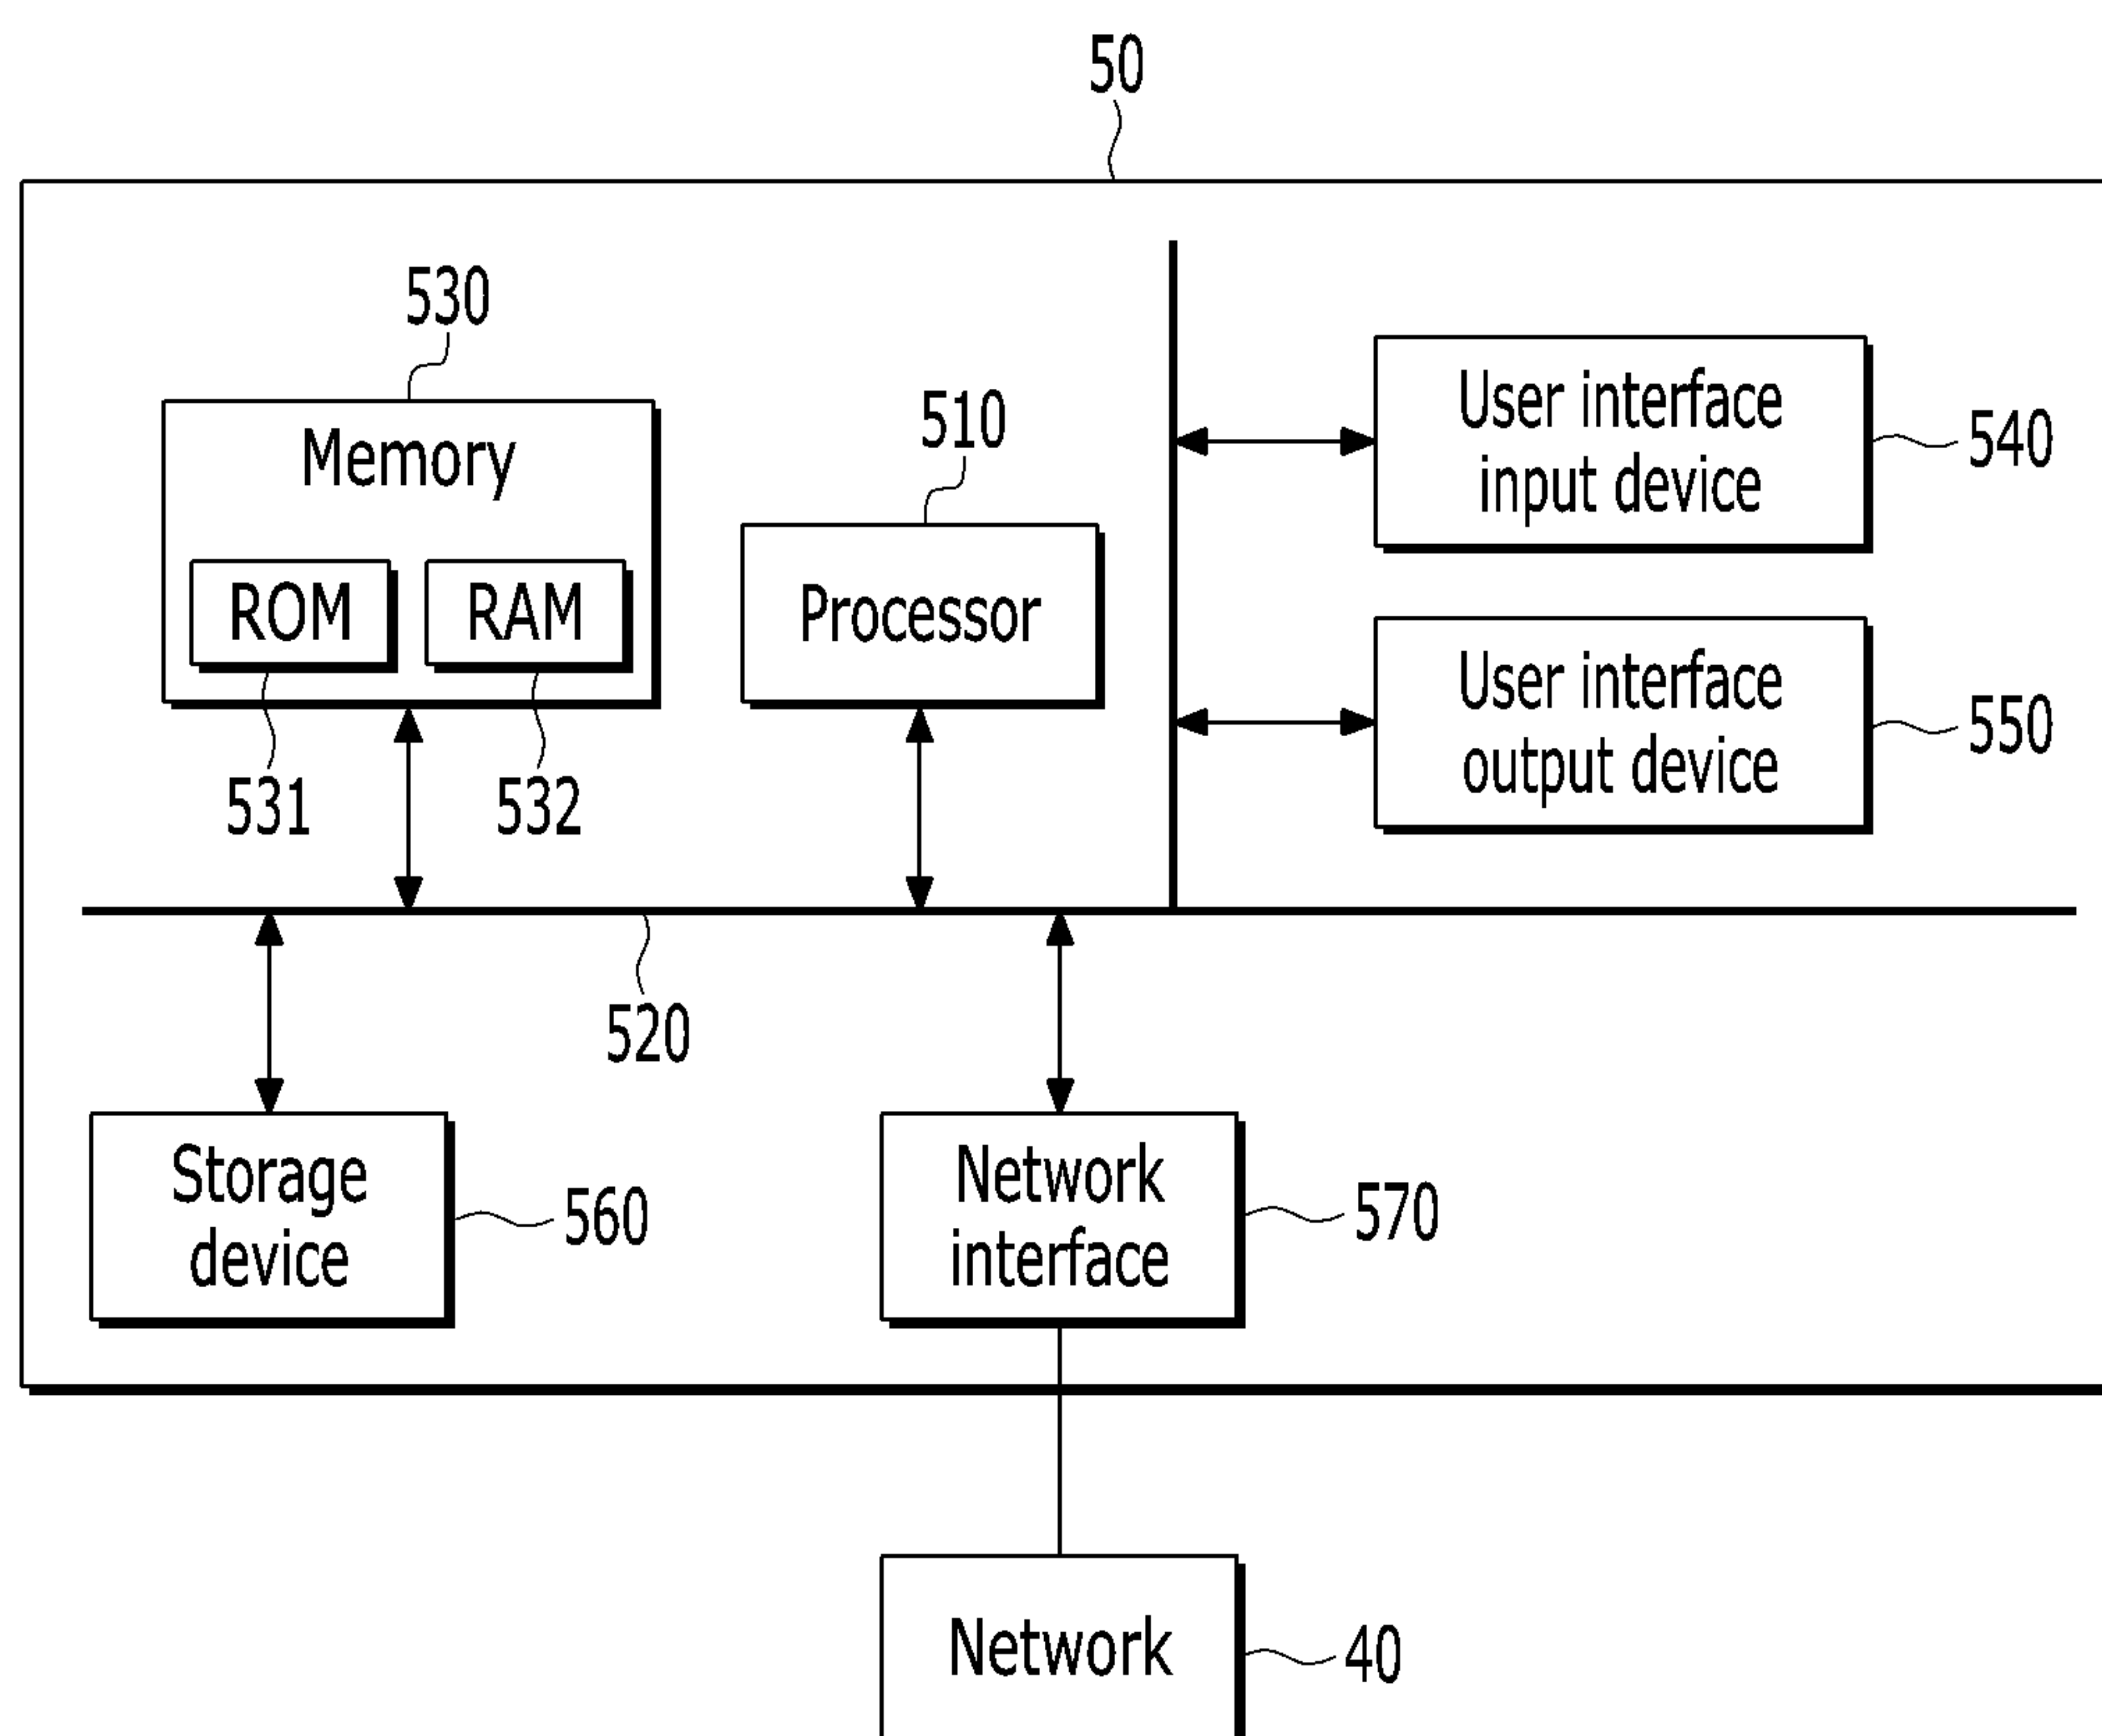 50
530
Memory
ROM
RAM
531
532
510
Processor
User interface
input device
540
User interface
output device
550
520
Storage
device
560
Network
interface
570
Network
40